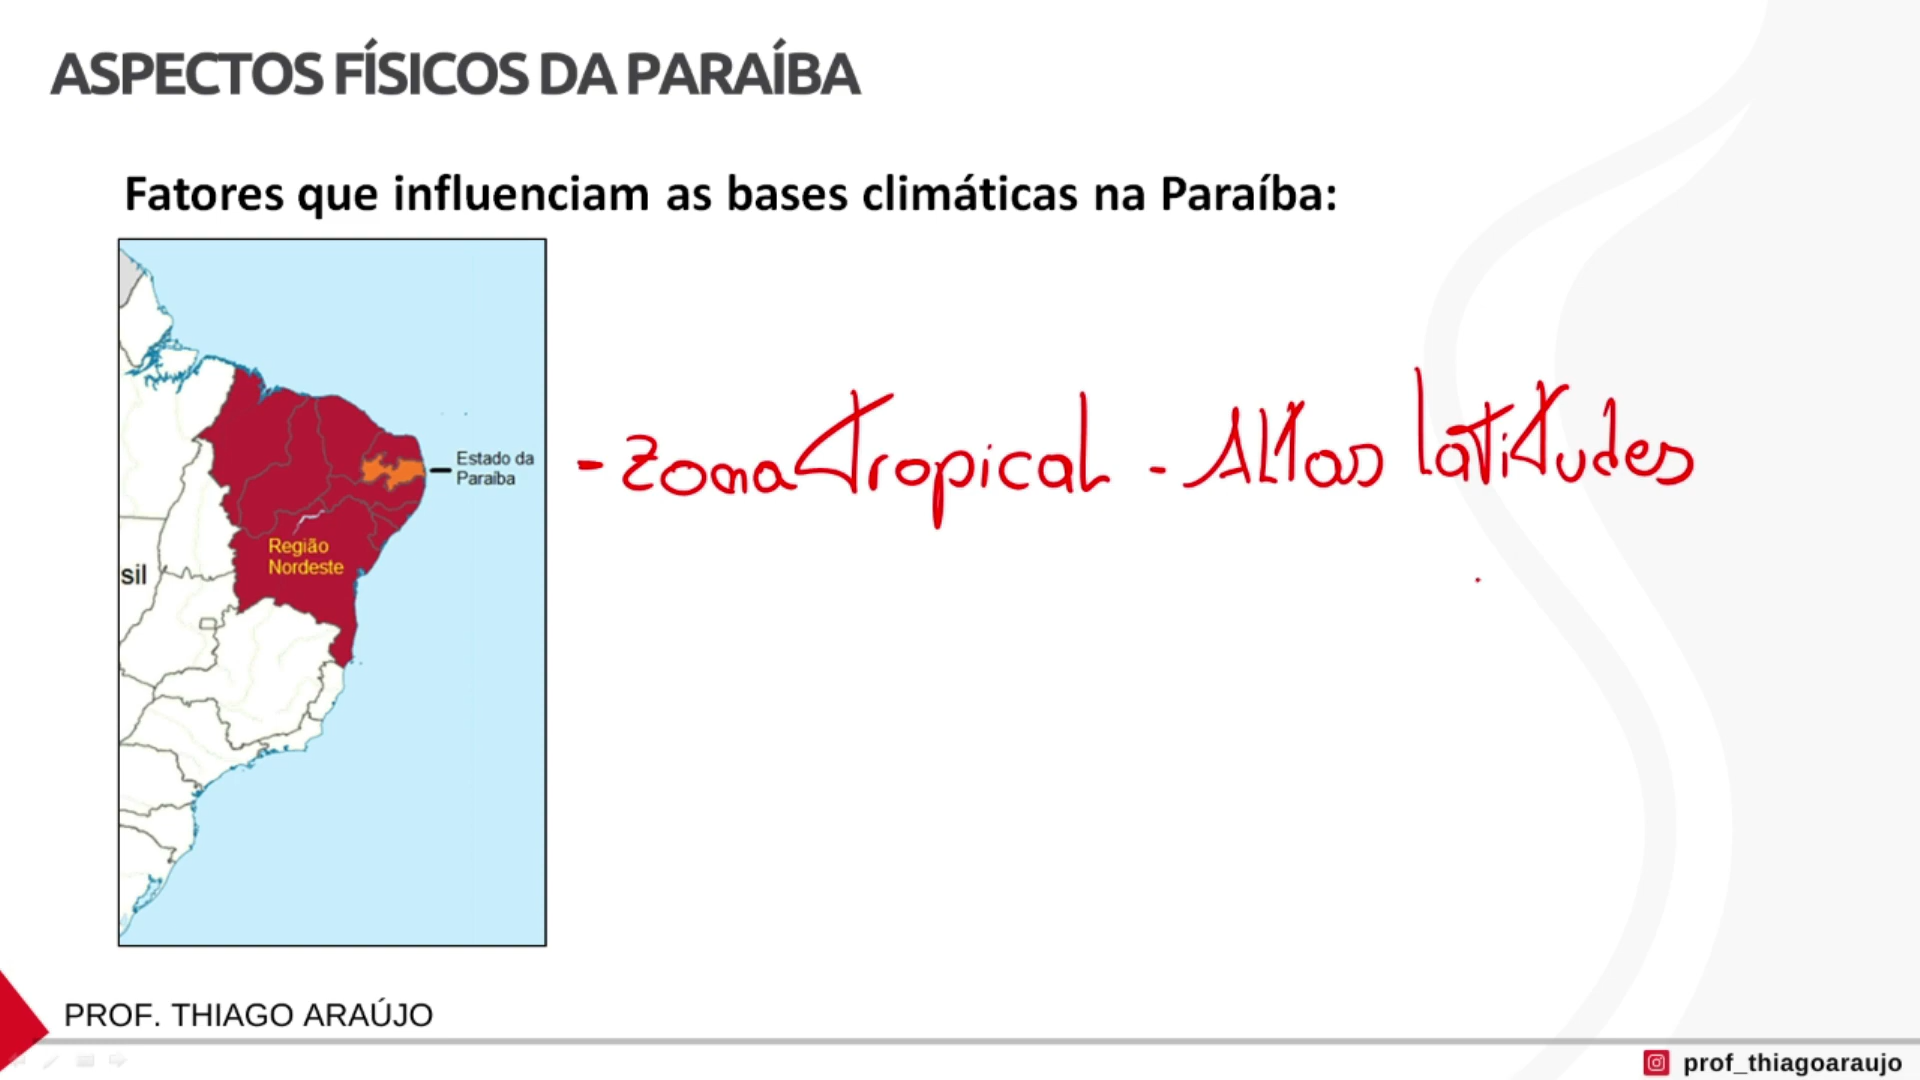 ASPECTOS FÍSICOS DA PARAÍBA
Fatores que influenciam as bases climáticas na Paraíba:
Estado da
Paraíba
Região
Nordeste
sil
- Zona Tropical - Altas latitudes
PROF. THIAGO ARAÚJO
prof_thiagoaraujo